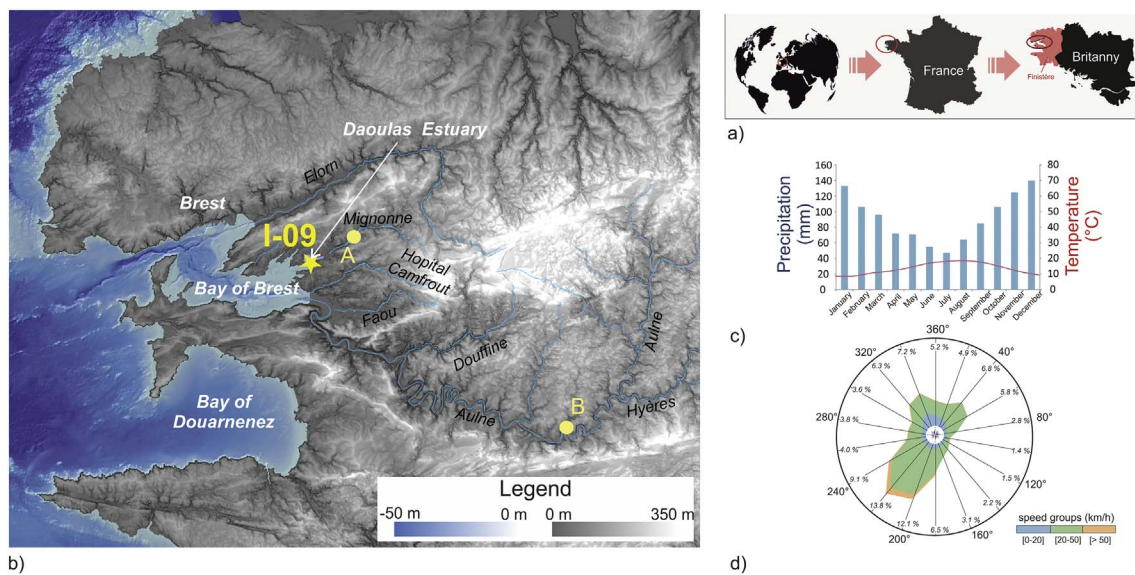 Daoulas Estuary
Elorn
Brest
Mignonne
I-09
A
Hopital
Camfrout
Bay of Brest
Faou
Douffine
Aulne
Bay of
Douarnenez
Aulne
B
Hyères
Legend
-50 m
0 m
0 m
350 m
b)
France
Britanny
Finistère
a)
Precipitation
(mm)
160
140
120
100
80
60
40
20
0
80
70
60
50
40
30
20
10
0
Temperature
(°C)
January
February
March
April
May
June
July
August
September
October
November
December
c)
360°
40°
80°
120°
160°
200°
240°
280°
320°
5.2 %
4.9 %
6.8 %
5.8 %
2.8 %
1.4 %
1.5 %
2.2 %
3.1 %
6.5 %
12.1 %
13.8 %
9.1 %
4.0 %
3.8 %
3.6 %
6.3 %
7.2 %
speed groups (km/h)
[0-20]
[20-50]
[> 50]
d)